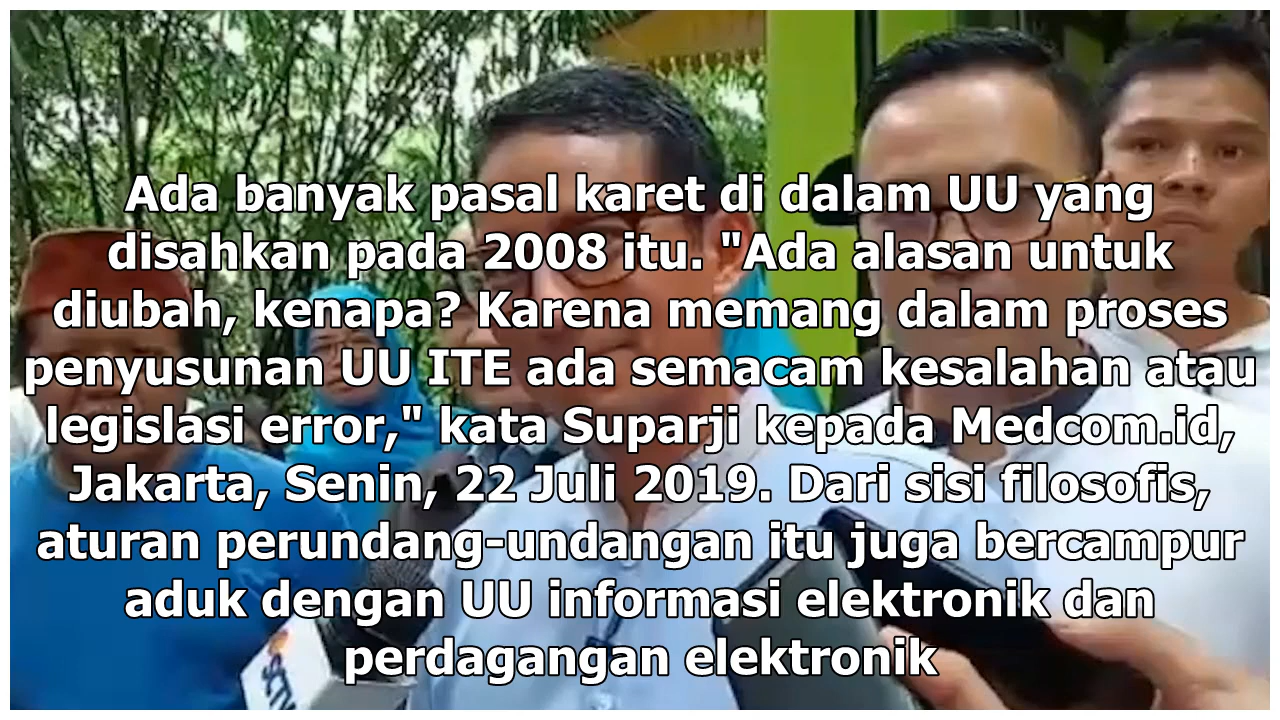 Ada banyak pasal karet di dalam UU yang
disahkan pada 2008 itu. "Ada alasan untuk
diubah, kenapa? Karena memang dalam proses
penyusunan UU ITE ada semacam kesalahan atau
legislasi error," kata Suparji kepada Medcom.id,
Jakarta, Senin, 22 Juli 2019. Dari sisi filosofis,
aturan perundang-undangan itu juga bercampur
aduk dengan UU informasi elektronik dan
perdagangan elektronik
SCTV